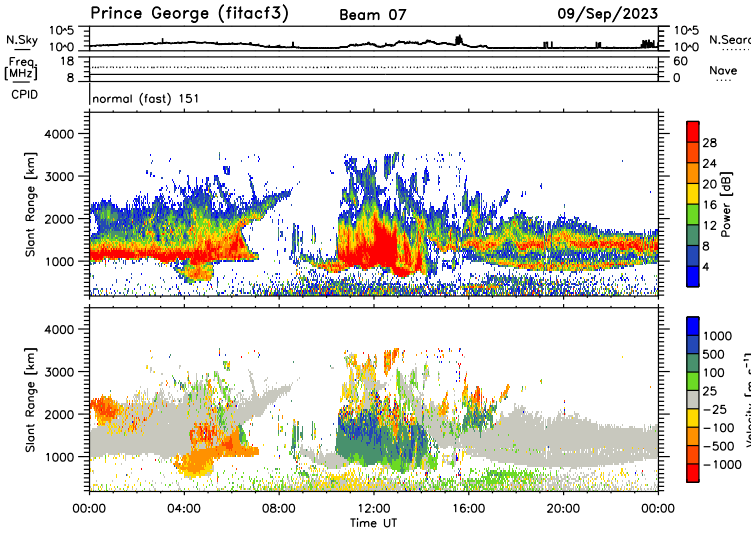 Prince George (fitacf3) Beam 07 09/Sep/2023
N.Sky 10^5 10^0 10^5 10^0 N.Sear
Freq. [MHz] 18 8 60 0 Nave
CPID normal (fast) 151
Slant Range [km] 4000 3000 2000 1000
Power [dB] 28 24 20 16 12 8 4
Slant Range [km] 4000 3000 2000 1000
Velocity [m s⁻¹] 1000 500 100 25 -25 -100 -500 -1000
00:00 04:00 08:00 12:00 16:00 20:00 00:00
Time UT